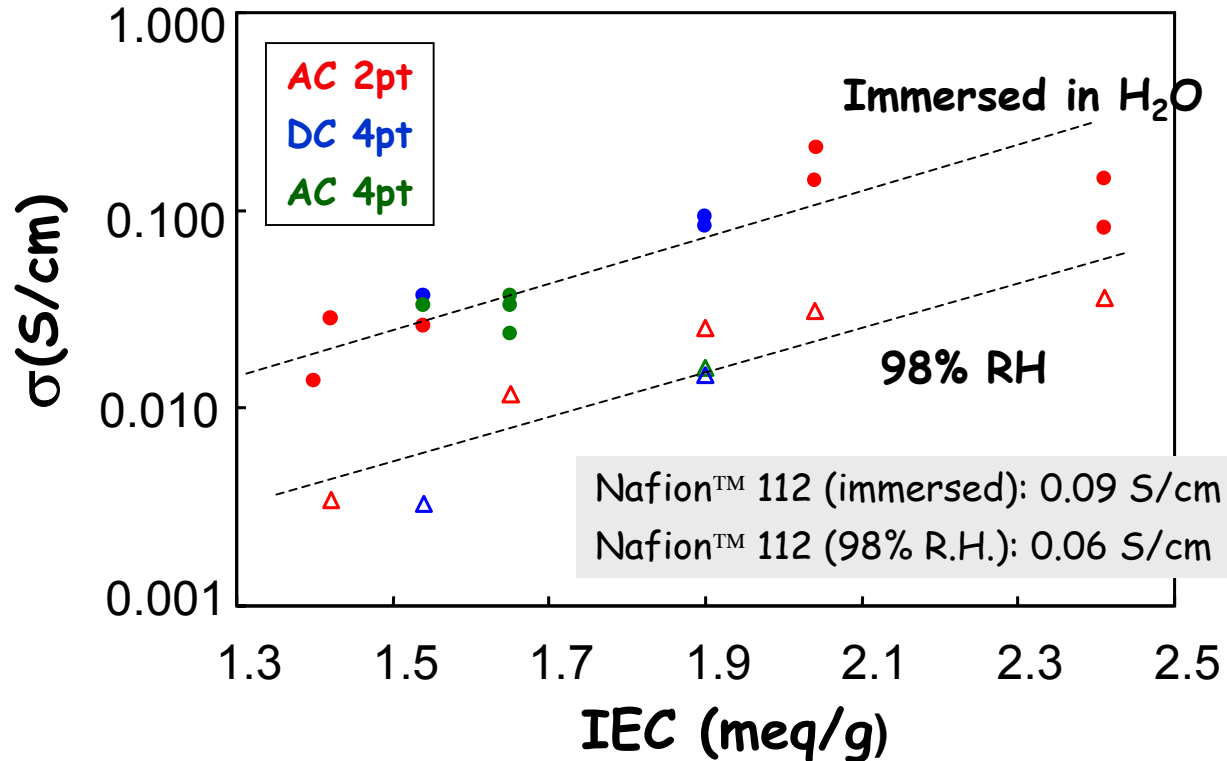 1.000
0.100
0.010
0.001
σ(S/cm)
AC 2pt
DC 4pt
AC 4pt
Immersed in H₂O
98% RH
Nafion™ 112 (immersed): 0.09 S/cm
Nafion™ 112 (98% R.H.): 0.06 S/cm
1.3 1.5 1.7 1.9 2.1 2.3 2.5
IEC (meq/g)